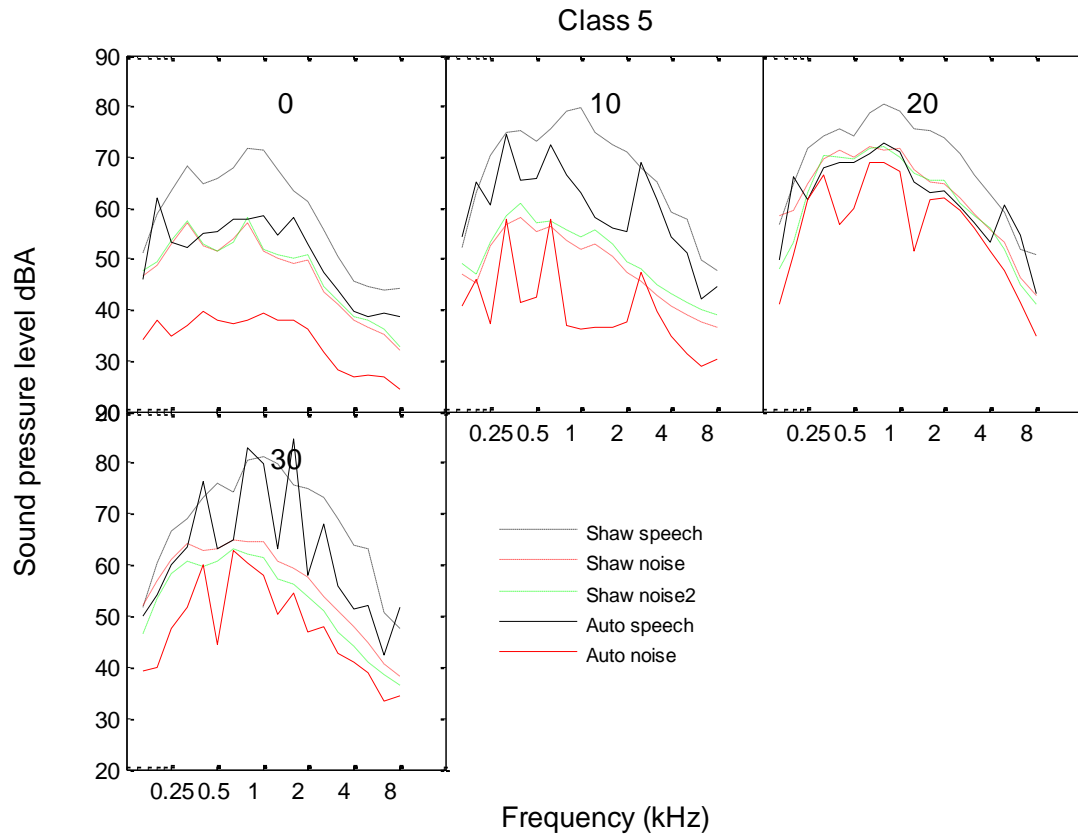 Class 5
Sound pressure level dBA
90
80
70
60
50
40
30
20
0
10
20
0.25 0.5 1 2 4 8
0.25 0.5 1 2 4 8
90
80
70
60
50
40
30
20
30
0.25 0.5 1 2 4 8
Shaw speech
Shaw noise
Shaw noise2
Auto speech
Auto noise
Frequency (kHz)